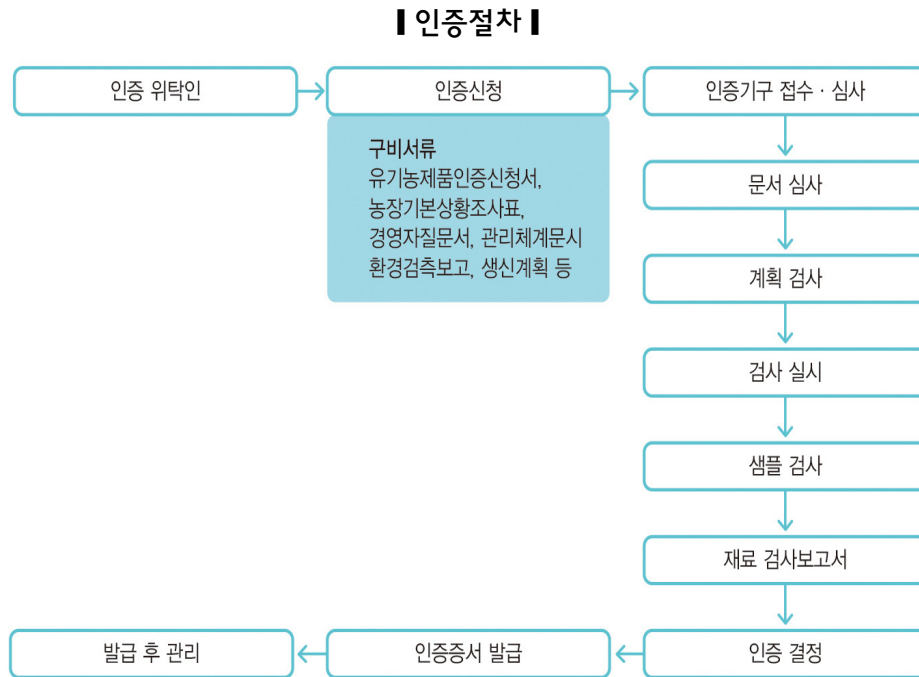 ▎인증절차▎
인증 위탁인
인증신청
인증기구 접수 · 심사
구비서류
유기농제품인증신청서,
농장기본상황조사표,
경영자질문서, 관리체계문시
환경검측보고, 생신계획 등
문서 심사
계획 검사
검사 실시
샘플 검사
재료 검사보고서
인증 결정
인증증서 발급
발급 후 관리